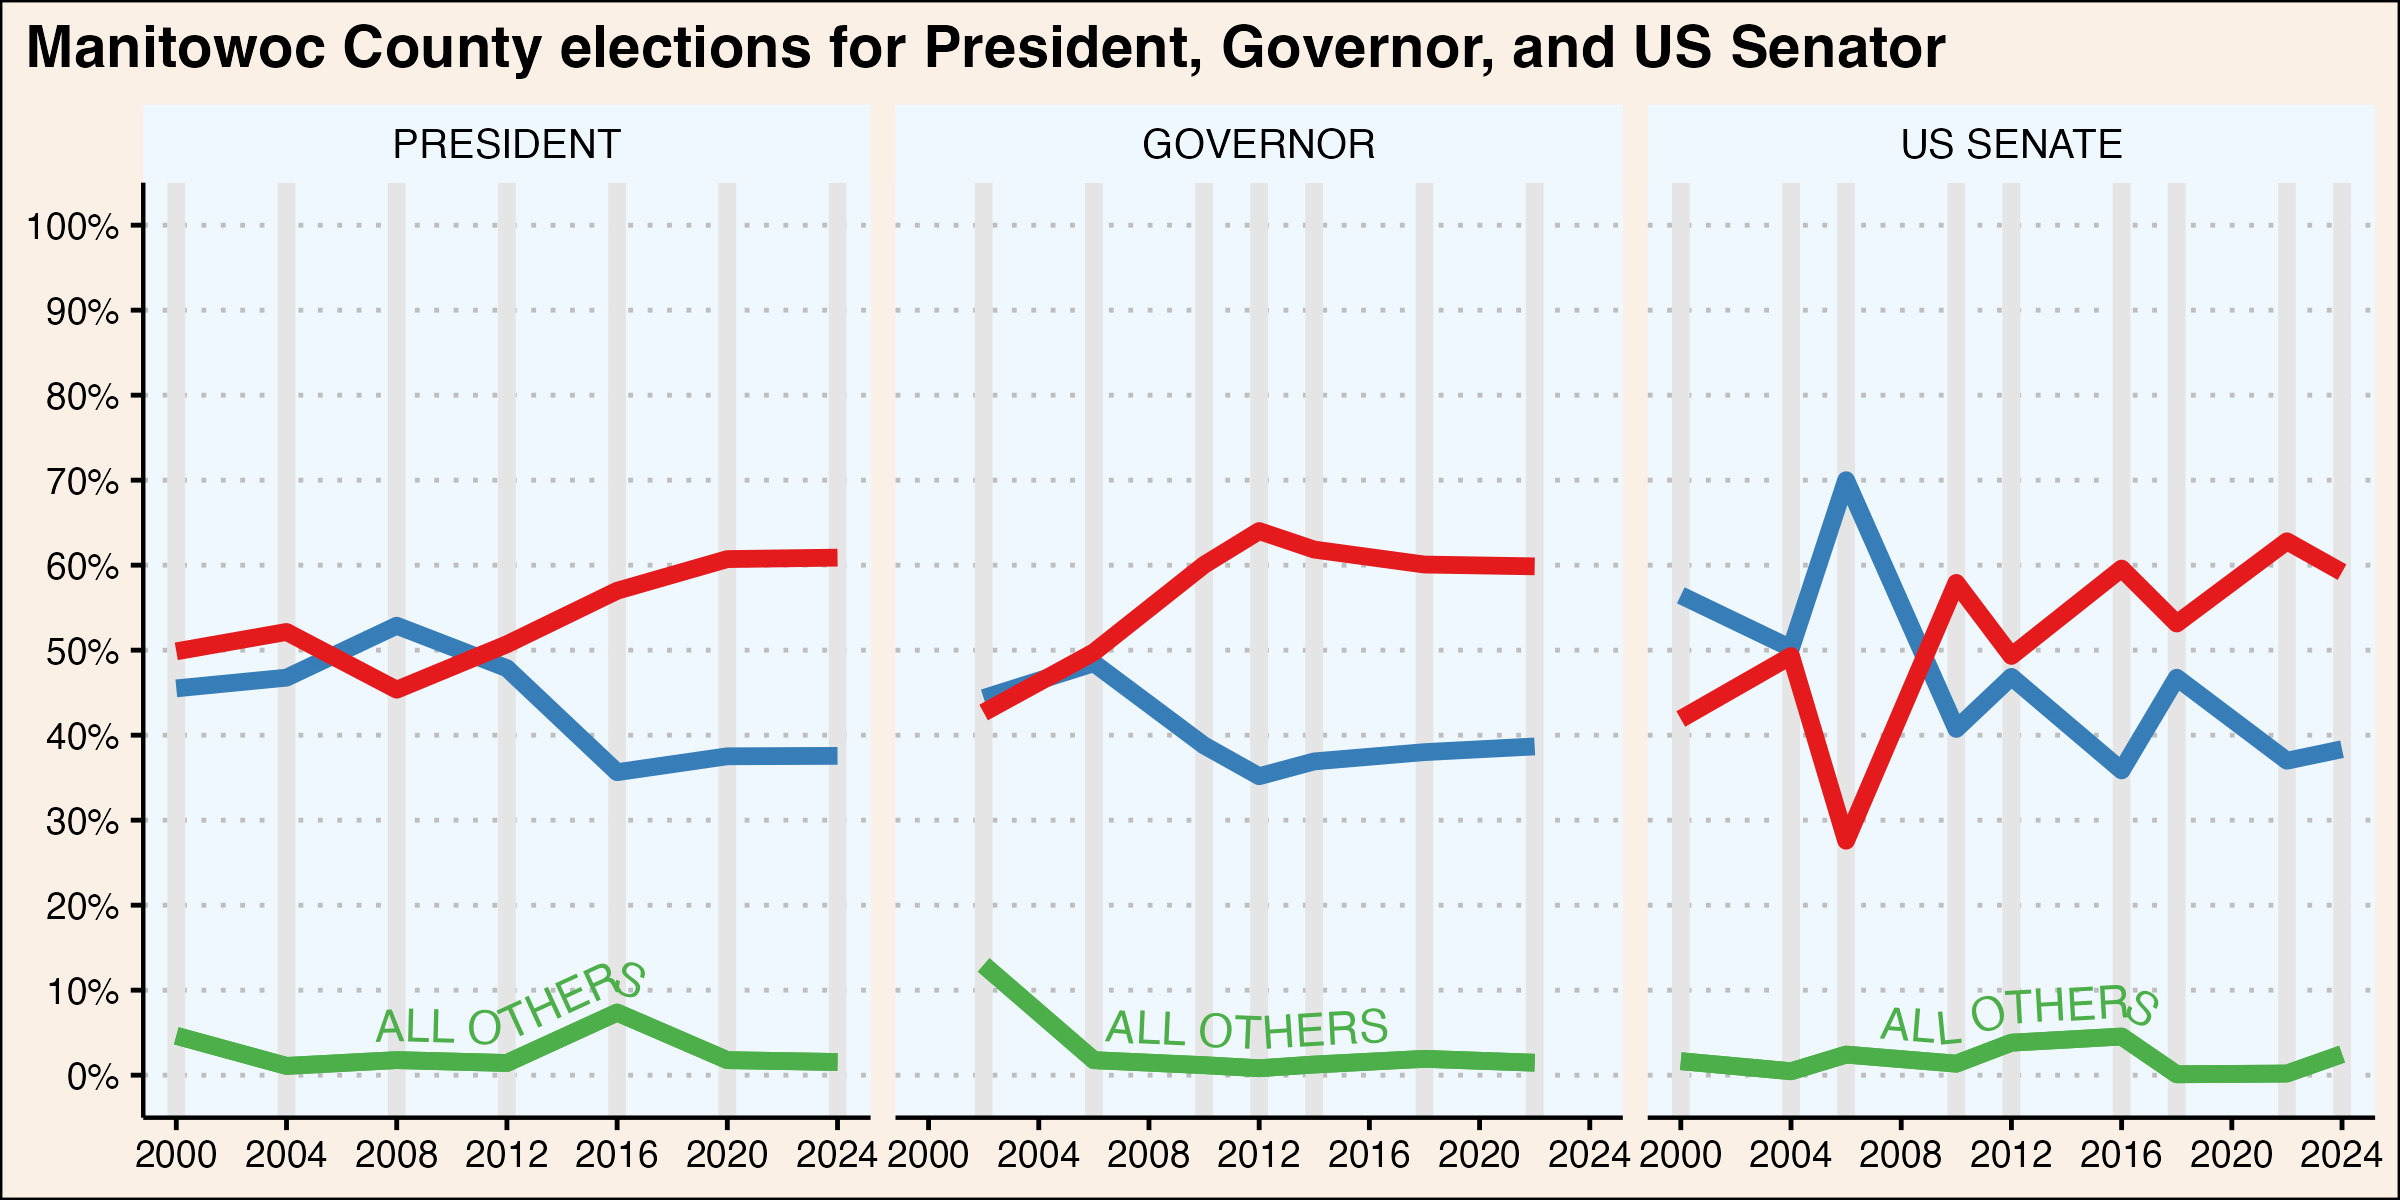 Manitowoc County elections for President, Governor, and US Senator
PRESIDENT
GOVERNOR
US SENATE
100%
90%
80%
70%
60%
50%
40%
30%
20%
10%
0%
ALL OTHERS
ALL OTHERS
ALL OTHERS
2000 2004 2008 2012 2016 2020 2024
2000 2004 2008 2012 2016 2020 2024
2000 2004 2008 2012 2016 2020 2024